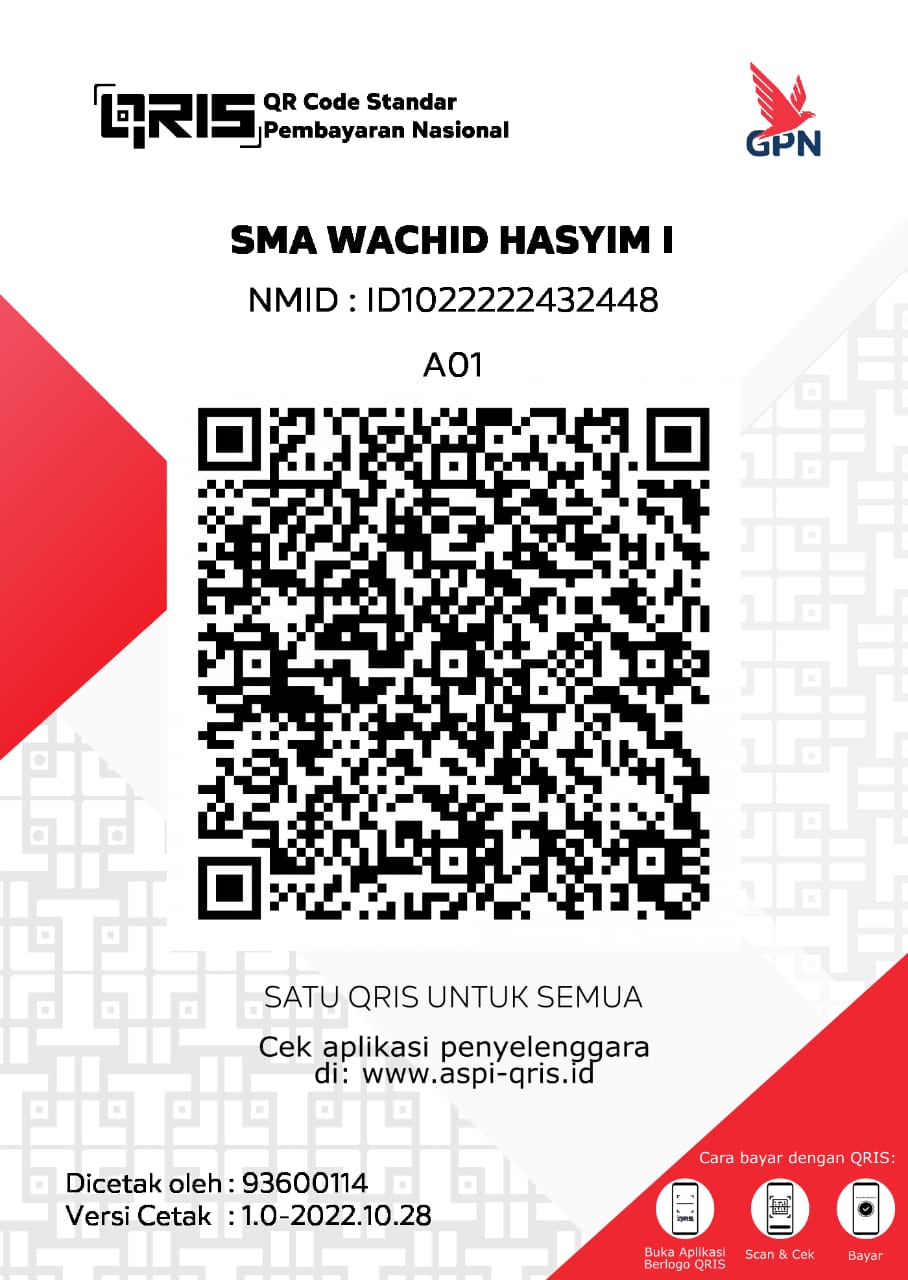 QRIS QR Code Standar
Pembayaran Nasional
GPN
SMA WACHID HASYIM I
NMID : ID1022222432448
A01
SATU QRIS UNTUK SEMUA
Cek aplikasi penyelenggara
di: www.aspi-qris.id
Dicetak oleh : 93600114
Versi Cetak : 1.0-2022.10.28
Cara bayar dengan QRIS:
Buka Aplikasi
Berlogo QRIS
Scan & Cek
Bayar